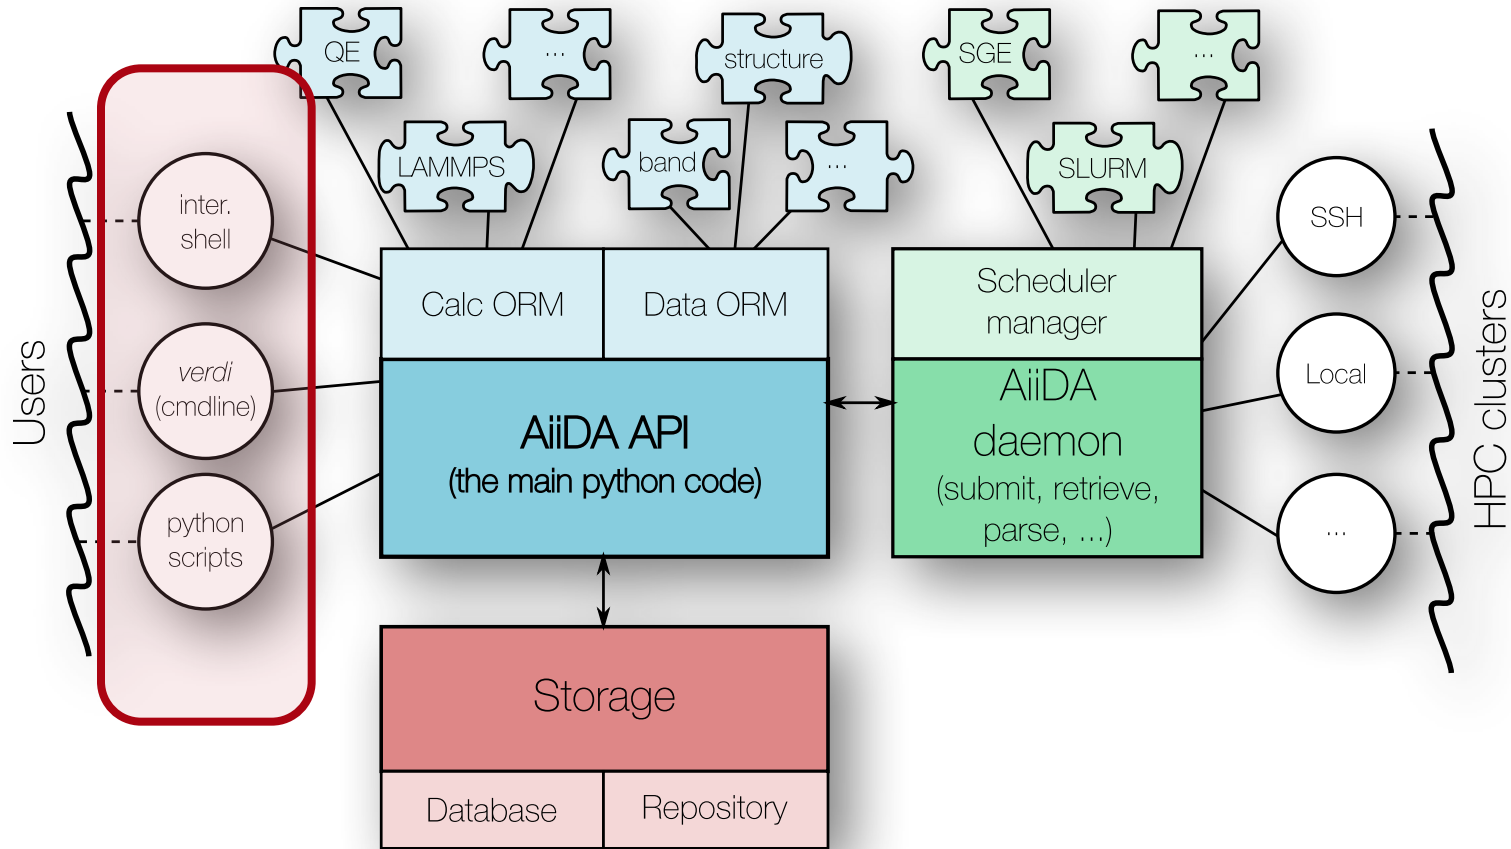 QE
...
structure
SGE
...
LAMMPS
band
...
SLURM
inter.
shell
SSH
Calc ORM
Data ORM
Scheduler
manager
Users
verdi
(cmdline)
AiiDA API
(the main python code)
AiiDA
daemon
(submit, retrieve,
parse, ...)
Local
HPC clusters
python
scripts
...
Storage
Database
Repository